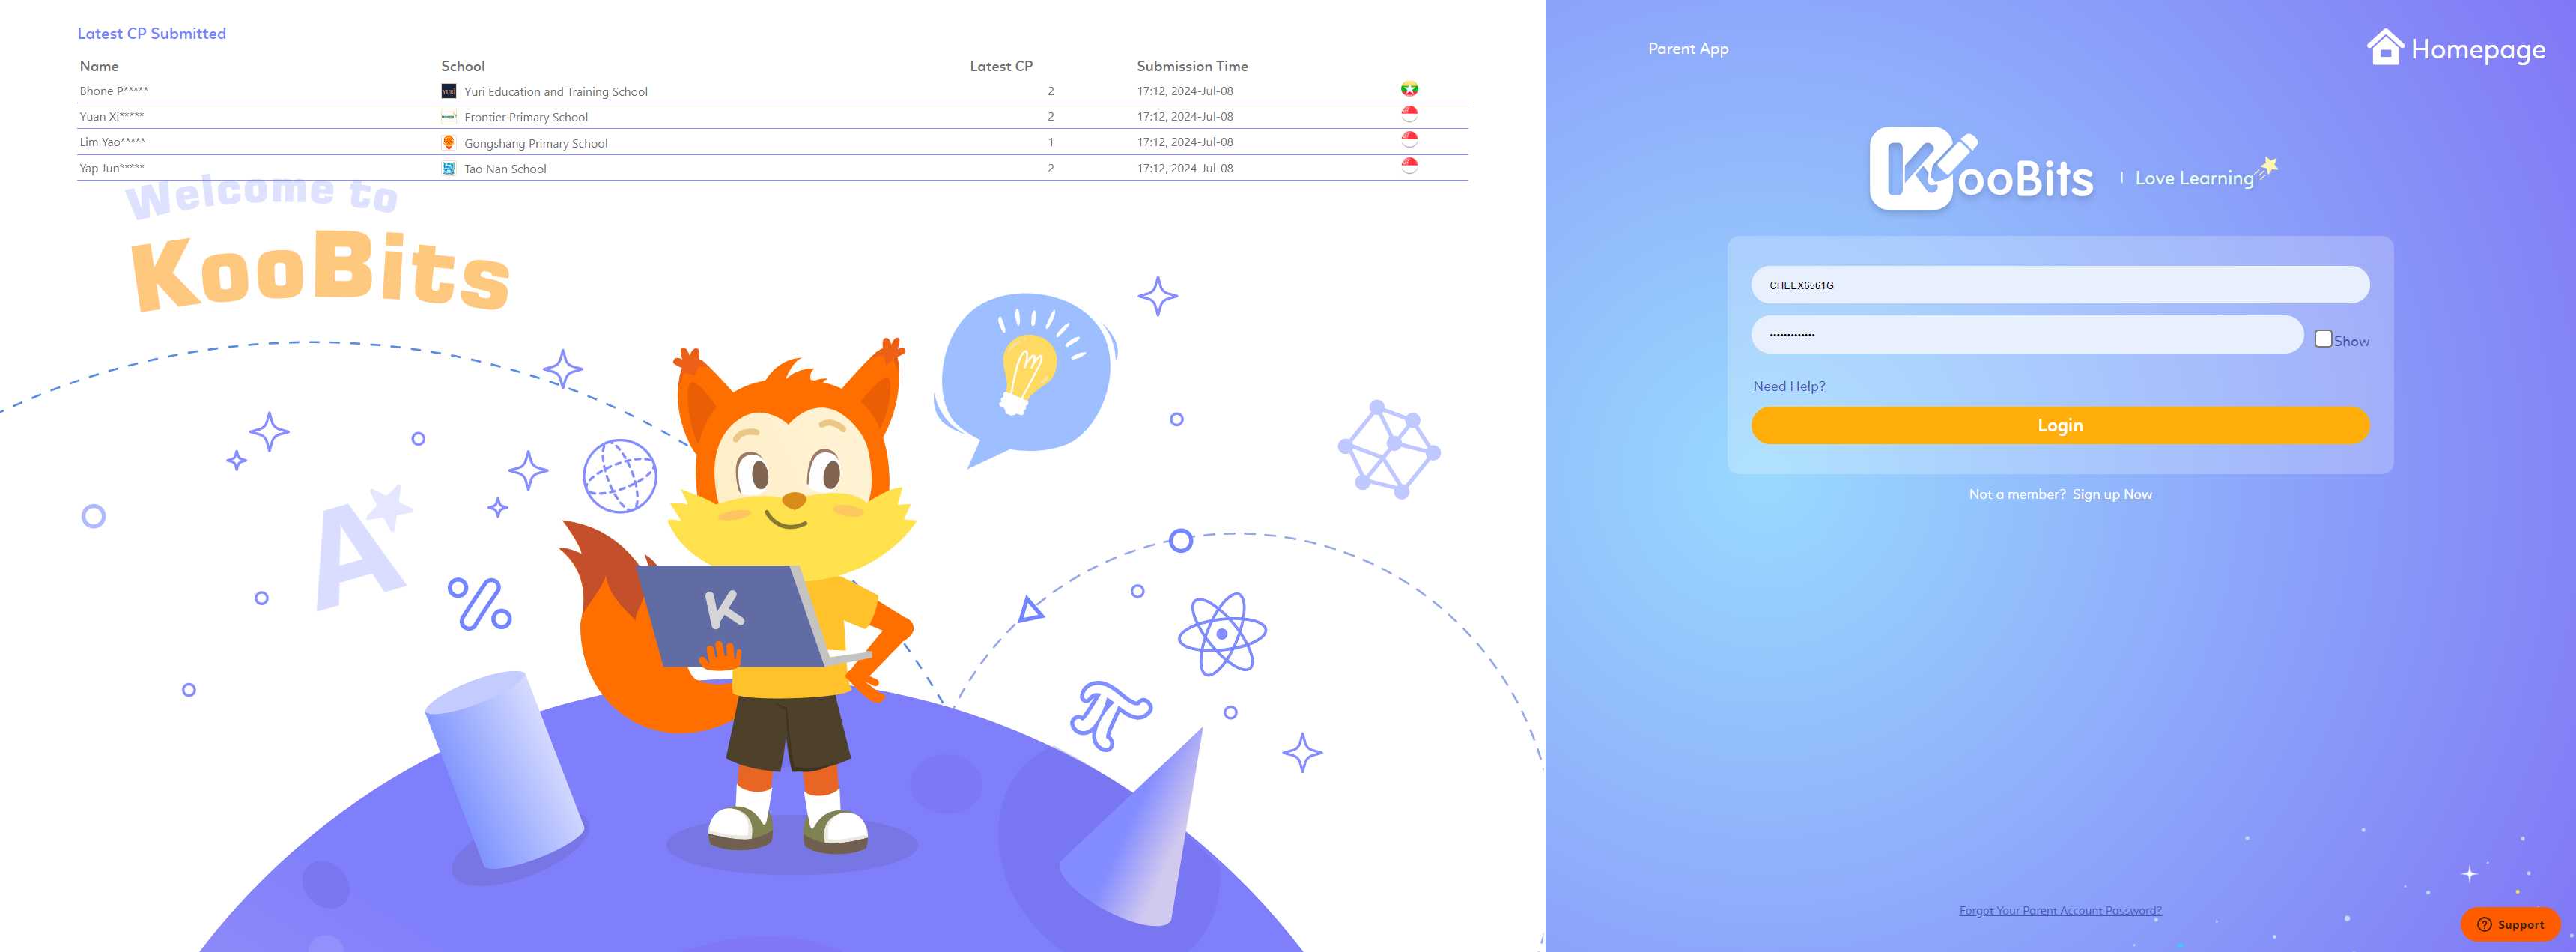 Latest CP Submitted
Name School Latest CP Submission Time
Bhone P***** Yuri Education and Training School 2 17:12, 2024-Jul-08
Yuan Xi***** Frontier Primary School 2 17:12, 2024-Jul-08
Lim Yao***** Gongshang Primary School 1 17:12, 2024-Jul-08
Yap Jun***** Tao Nan School 2 17:12, 2024-Jul-08
Welcome to
KooBits
A
%
K
π
Parent App
Homepage
KooBits | Love Learning
CHEEX6561G
•••••••••••••
Show
Need Help?
Login
Not a member? Sign up Now
Forgot Your Parent Account Password?
Support